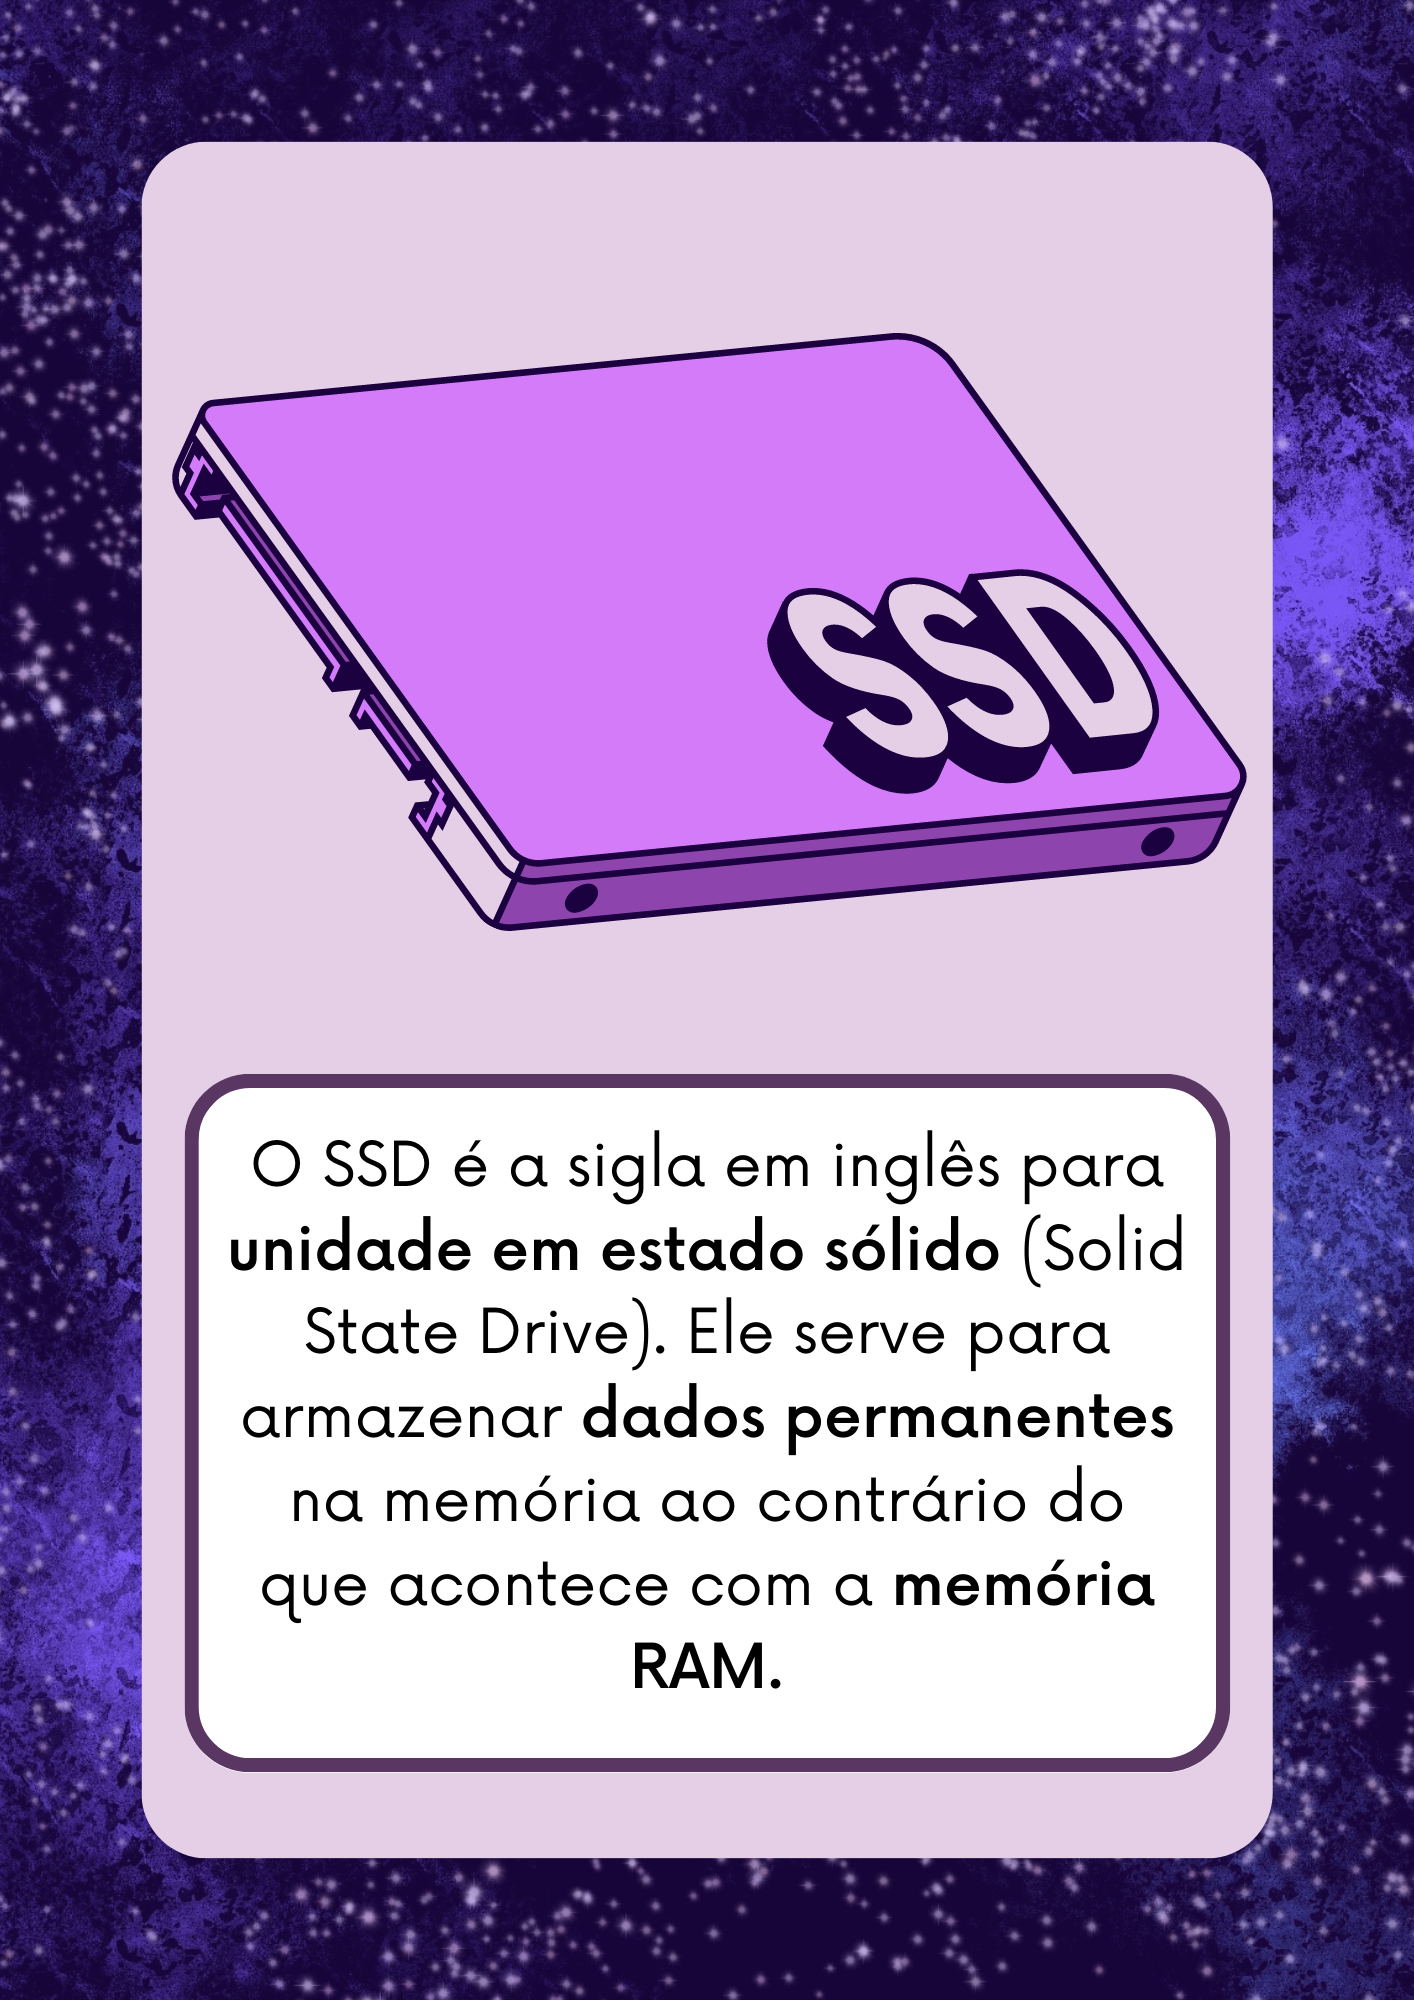 SSD
O SSD é a sigla em inglês para
unidade em estado sólido (Solid
State Drive). Ele serve para
armazenar dados permanentes
na memória ao contrário do
que acontece com a memória
RAM.